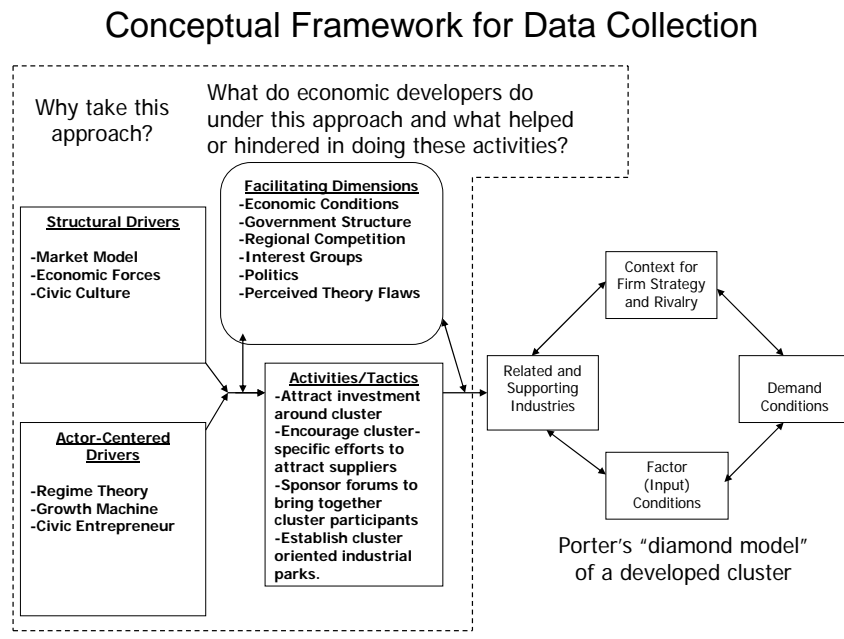 Conceptual Framework for Data Collection
Why take this
approach?
What do economic developers do
under this approach and what helped
or hindered in doing these activities?
Structural Drivers
-Market Model
-Economic Forces
-Civic Culture
Facilitating Dimensions
-Economic Conditions
-Government Structure
-Regional Competition
-Interest Groups
-Politics
-Perceived Theory Flaws
Actor-Centered
Drivers
-Regime Theory
-Growth Machine
-Civic Entrepreneur
Activities/Tactics
-Attract investment
around cluster
-Encourage cluster-
specific efforts to
attract suppliers
-Sponsor forums to
bring together
cluster participants
-Establish cluster
oriented industrial
parks.
Context for
Firm Strategy
and Rivalry
Related and
Supporting
Industries
Demand
Conditions
Factor
(Input)
Conditions
Porter's “diamond model”
of a developed cluster